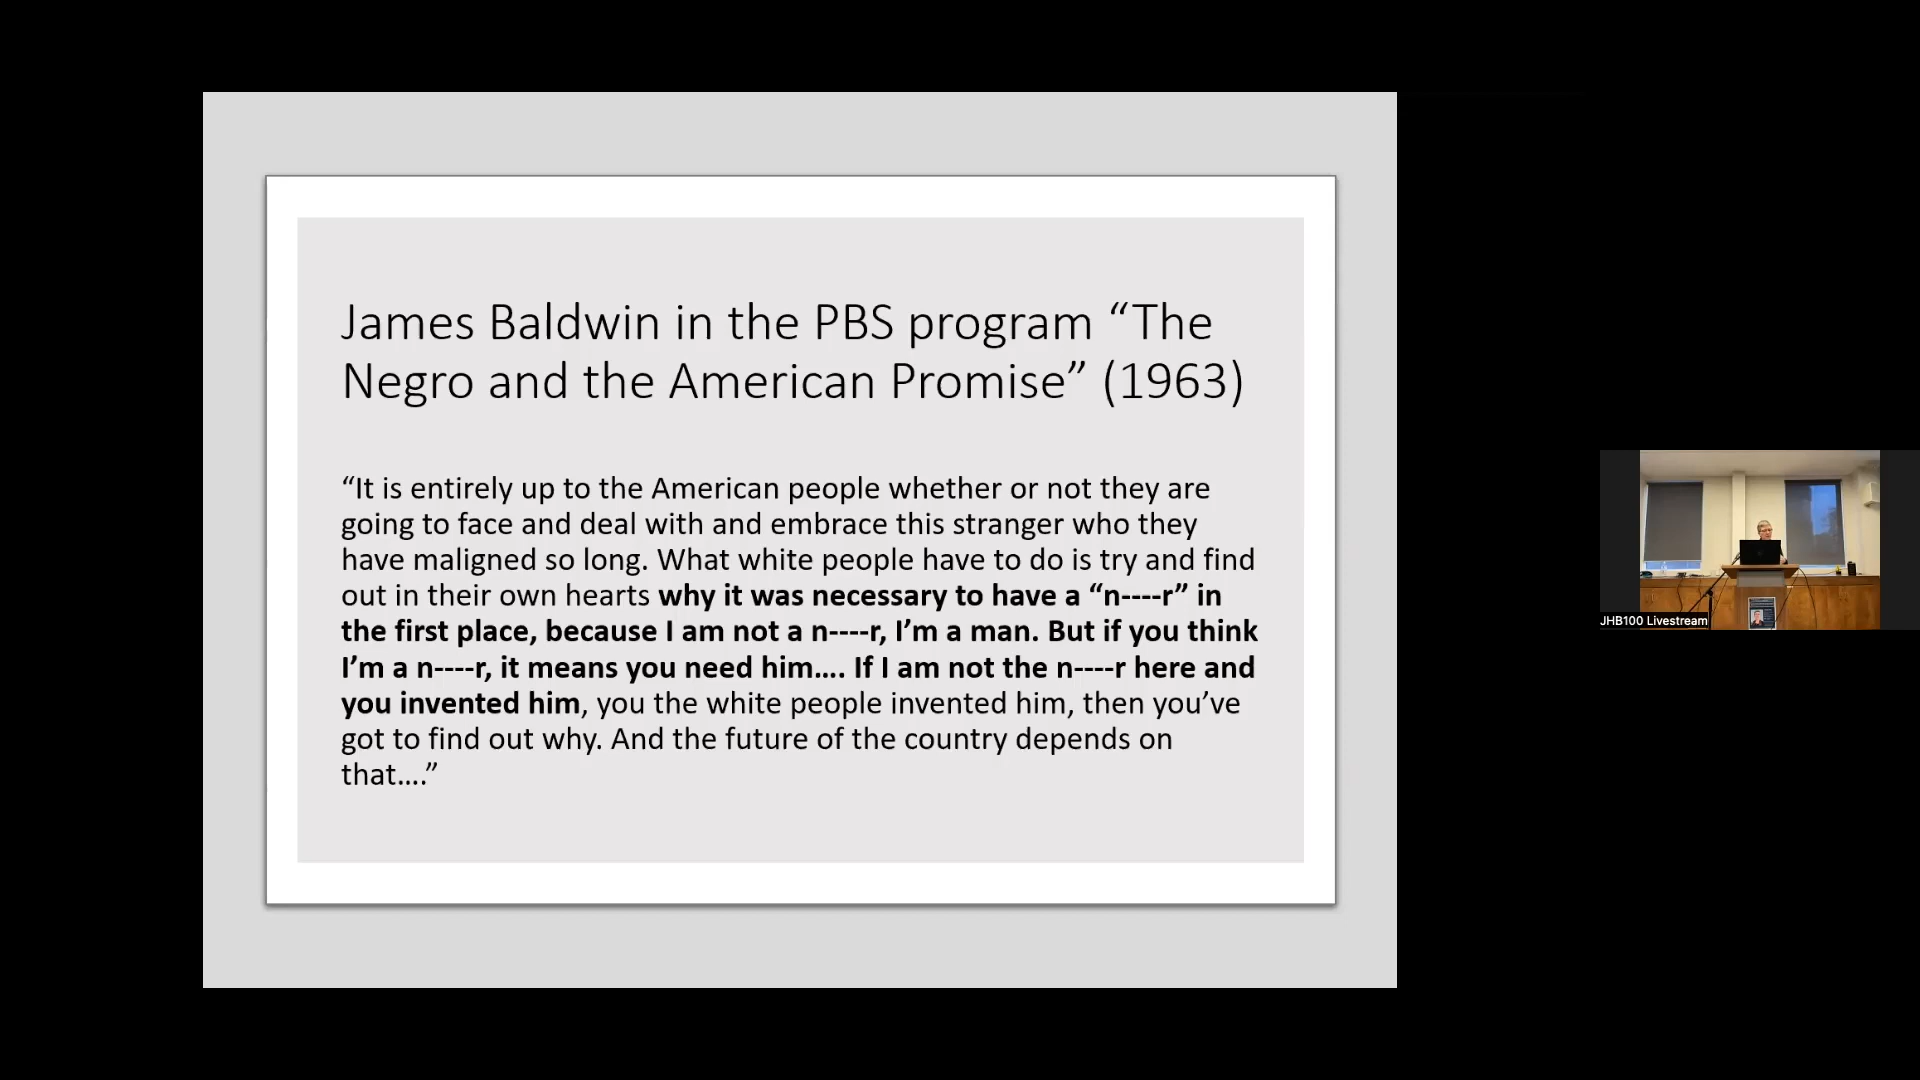 James Baldwin in the PBS program “The
Negro and the American Promise” (1963)
“It is entirely up to the American people whether or not they are
going to face and deal with and embrace this stranger who they
have maligned so long. What white people have to do is try and find
out in their own hearts why it was necessary to have a “n----r” in
the first place, because I am not a n----r, I’m a man. But if you think
I’m a n----r, it means you need him…. If I am not the n----r here and
you invented him, you the white people invented him, then you’ve
got to find out why. And the future of the country depends on
that….”
JHB100 Livestream